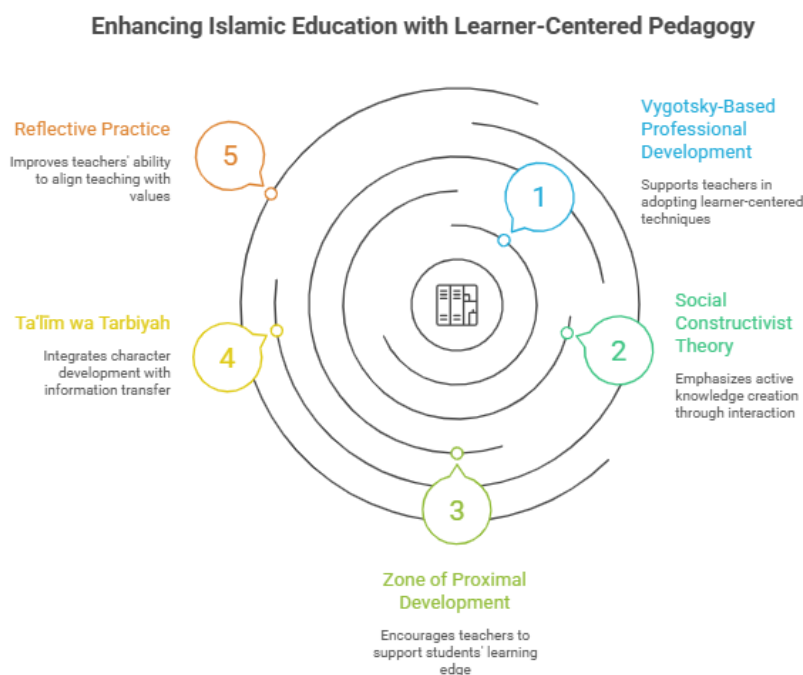 Enhancing Islamic Education with Learner-Centered Pedagogy
1
Vygotsky-Based
Professional
Development
Supports teachers in
adopting learner-centered
techniques
2
Social
Constructivist
Theory
Emphasizes active
knowledge creation
through interaction
3
Zone of Proximal
Development
Encourages teachers to
support students' learning
edge
4
Ta'līm wa Tarbiyah
Integrates character
development with
information transfer
5
Reflective Practice
Improves teachers' ability
to align teaching with
values